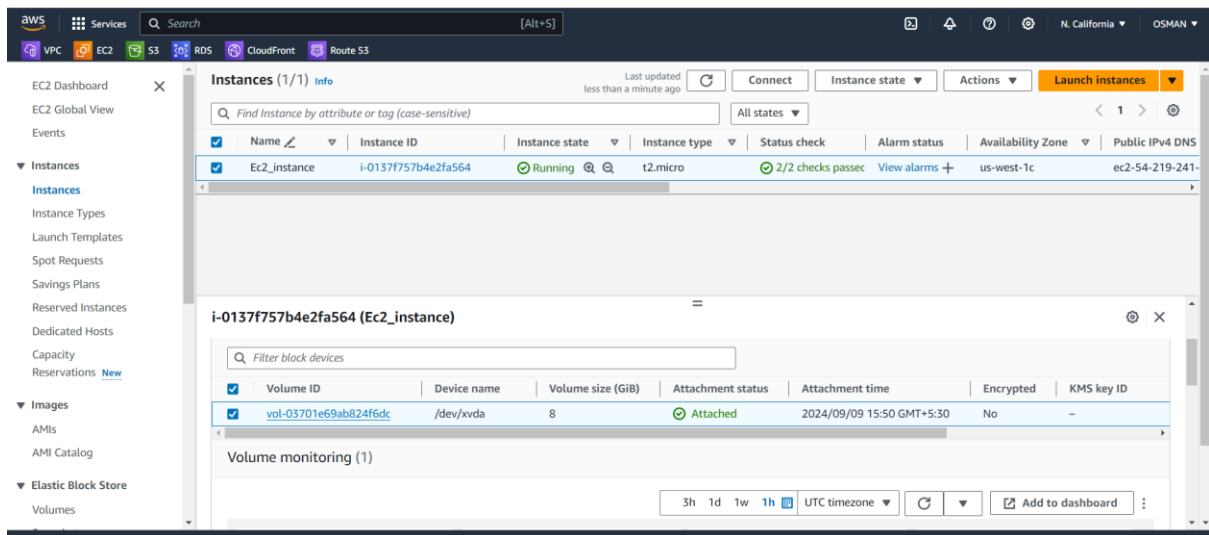 aws Services Search [Alt+S] N. California OSMAN
VPC EC2 S3 RDS CloudFront Route 53
EC2 Dashboard
EC2 Global View
Events
Instances
Instances
Instance Types
Launch Templates
Spot Requests
Savings Plans
Reserved Instances
Dedicated Hosts
Capacity
Reservations New
Images
AMIs
AMI Catalog
Elastic Block Store
Volumes
Instances (1/1) Info
Last updated
less than a minute ago
Connect Instance state Actions Launch instances
Find Instance by attribute or tag (case-sensitive) All states 1
Name Instance ID Instance state Instance type Status check Alarm status Availability Zone Public IPv4 DNS
Ec2_instance i-0137f757b4e2fa564 Running t2.micro 2/2 checks passec View alarms + us-west-1c ec2-54-219-241-
i-0137f757b4e2fa564 (Ec2_instance)
Filter block devices
Volume ID Device name Volume size (GiB) Attachment status Attachment time Encrypted KMS key ID
vol-03701e69ab824f6dc /dev/xvda 8 Attached 2024/09/09 15:50 GMT+5:30 No –
Volume monitoring (1)
3h 1d 1w 1h UTC timezone Add to dashboard